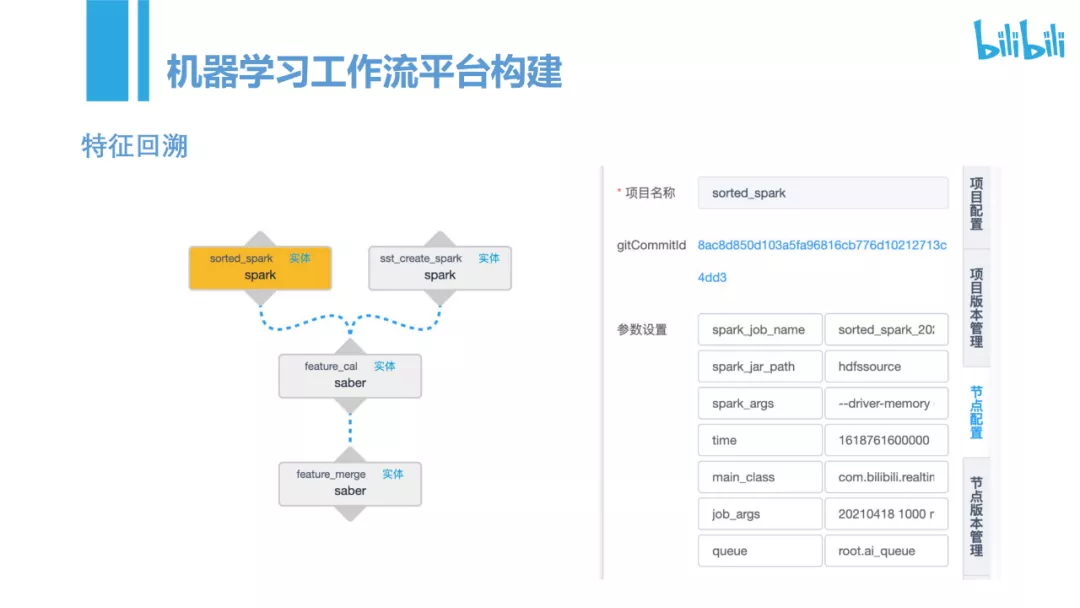 bilibili
机器学习工作流平台构建
特征回溯
sorted_spark 实体
spark
sst_create_spark 实体
spark
feature_cal 实体
saber
feature_merge 实体
saber
* 项目名称 sorted_spark
gitCommitId 8ac8d850d103a5fa96816cb776d10212713c
4dd3
参数设置 spark_job_name sorted_spark_202
spark_jar_path hdfssource
spark_args --driver-memory
time 1618761600000
main_class com.bilibili.realtin
job_args 20210418 1000 r
queue root.ai_queue
项目配置
项目版本管理
节点配置
节点版本管理